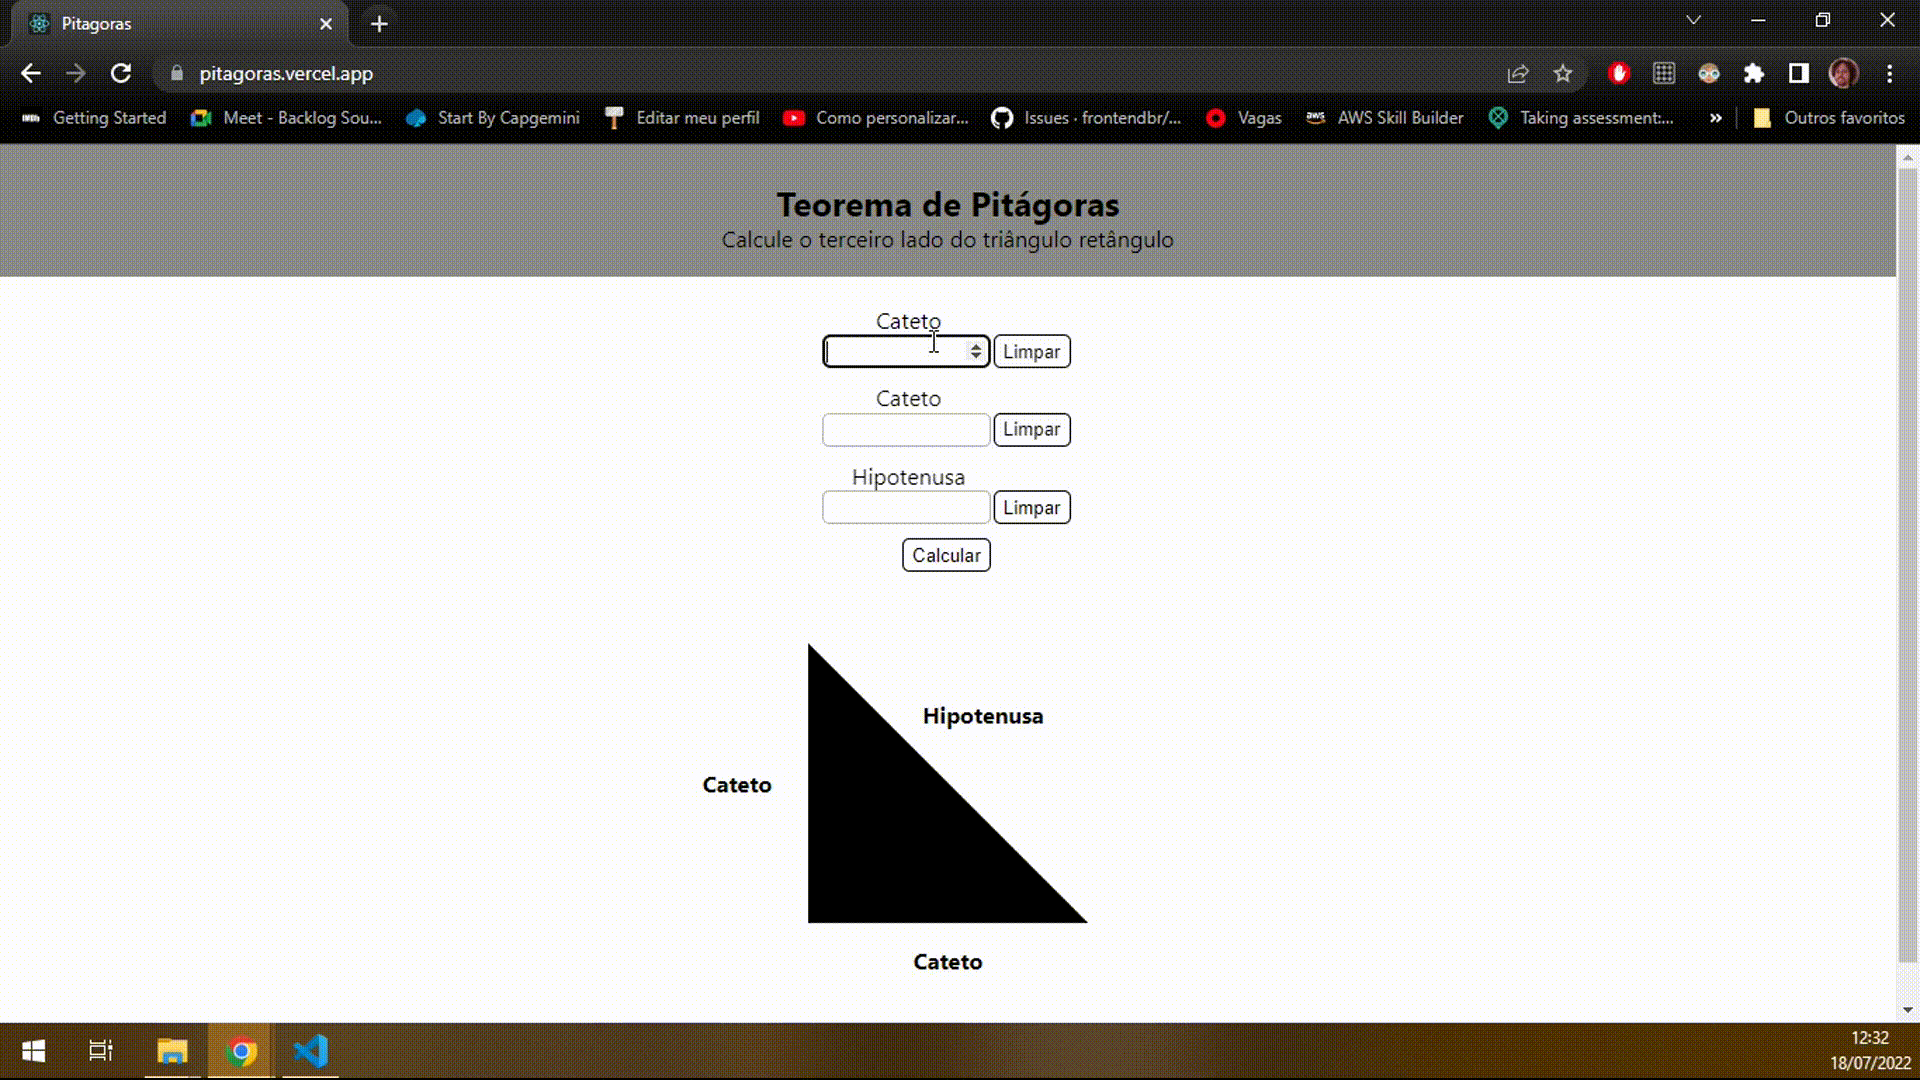 Pitagoras
pitagoras.vercel.app
Getting Started
Meet - Backlog Sou...
Start By Capgemini
Editar meu perfil
Como personalizar...
Issues · frontendbr/...
Vagas
aws AWS Skill Builder
Taking assessment:...
»
Outros favoritos
Teorema de Pitágoras
Calcule o terceiro lado do triângulo retângulo
Cateto
Limpar
Cateto
Limpar
Hipotenusa
Limpar
Calcular
Hipotenusa
Cateto
Cateto
12:32
18/07/2022